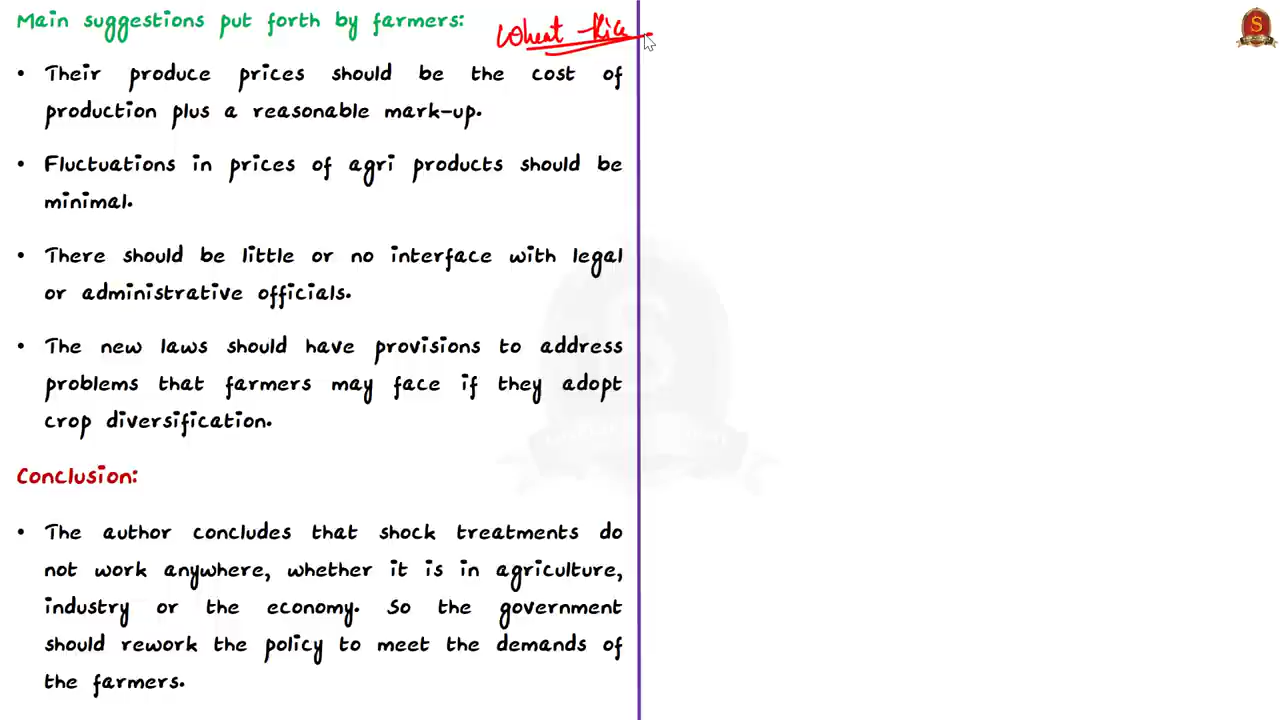 Main suggestions put forth by farmers:
Wheat Rice
• Their produce prices should be the cost of
production plus a reasonable mark-up.
• Fluctuations in prices of agri products should be
minimal.
• There should be little or no interface with legal
or administrative officials.
• The new laws should have provisions to address
problems that farmers may face if they adopt
crop diversification.
Conclusion:
• The author concludes that shock treatments do
not work anywhere, whether it is in agriculture,
industry or the economy. So the government
should rework the policy to meet the demands of
the farmers.
S